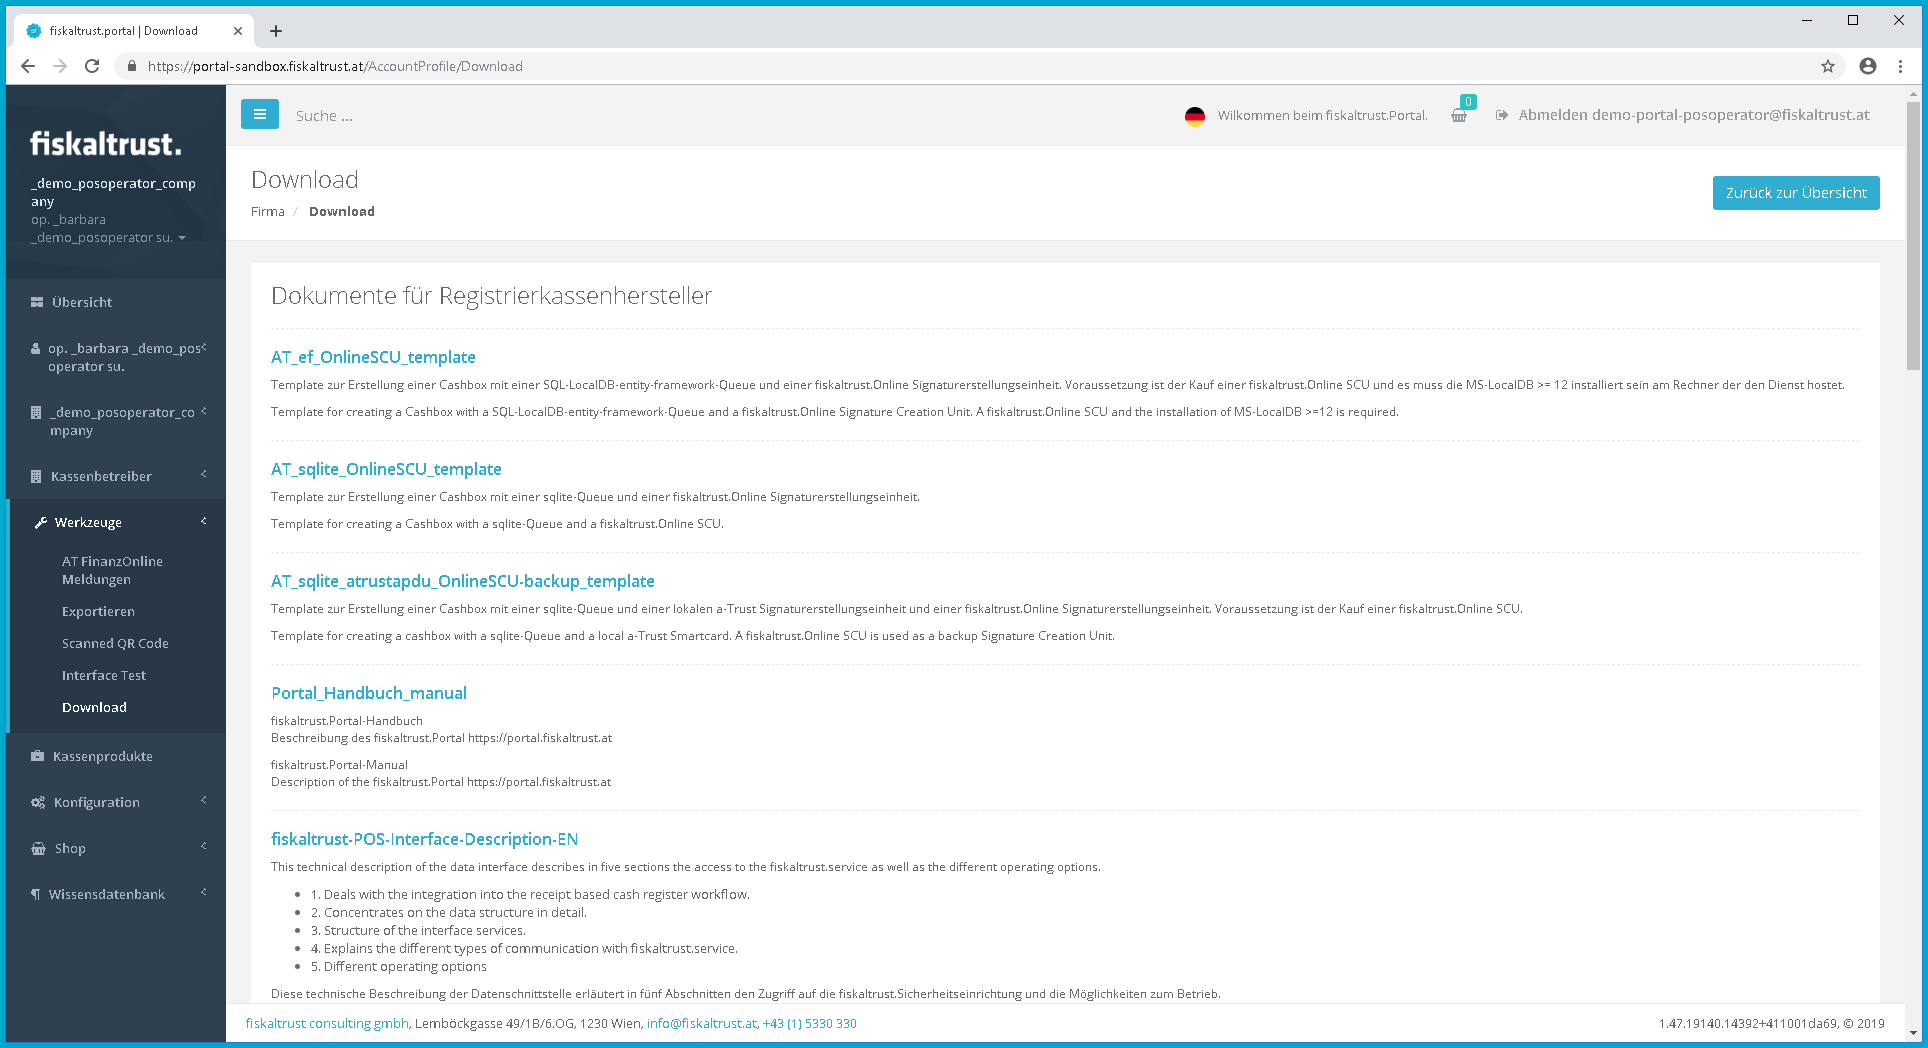 fiskaltrust.portal | Download
https://portal-sandbox.fiskaltrust.at/AccountProfile/Download
fiskaltrust.
_demo_posoperator_comp
any
op. _barbara
_demo_posoperator su.
Übersicht
op. _barbara _demo_pos
operator su.
_demo_posoperator_co
mpany
Kassenbetreiber
Werkzeuge
AT FinanzOnline
Meldungen
Exportieren
Scanned QR Code
Interface Test
Download
Kassenprodukte
Konfiguration
Shop
Wissensdatenbank
Suche ...
Wilkommen beim fiskaltrust.Portal.
0
Abmelden demo-portal-posoperator@fiskaltrust.at
Download
Firma / Download
Zurück zur Übersicht
Dokumente für Registrierkassenhersteller
AT_ef_OnlineSCU_template
Template zur Erstellung einer Cashbox mit einer SQL-LocalDB-entity-framework-Queue und einer fiskaltrust.Online Signaturerstellungseinheit. Voraussetzung ist der Kauf einer fiskaltrust.Online SCU und es muss die MS-LocalDB >= 12 installiert sein am Rechner der den Dienst hostet.
Template for creating a Cashbox with a SQL-LocalDB-entity-framework-Queue and a fiskaltrust.Online Signature Creation Unit. A fiskaltrust.Online SCU and the installation of MS-LocalDB >=12 is required.
AT_sqlite_OnlineSCU_template
Template zur Erstellung einer Cashbox mit einer sqlite-Queue und einer fiskaltrust.Online Signaturerstellungseinheit.
Template for creating a Cashbox with a sqlite-Queue and a fiskaltrust.Online SCU.
AT_sqlite_atrustapdu_OnlineSCU-backup_template
Template zur Erstellung einer Cashbox mit einer sqlite-Queue und einer lokalen a-Trust Signaturerstellungseinheit und einer fiskaltrust.Online Signaturerstellungseinheit. Voraussetzung ist der Kauf einer fiskaltrust.Online SCU.
Template for creating a cashbox with a sqlite-Queue and a local a-Trust Smartcard. A fiskaltrust.Online SCU is used as a backup Signature Creation Unit.
Portal_Handbuch_manual
fiskaltrust.Portal-Handbuch
Beschreibung des fiskaltrust.Portal https://portal.fiskaltrust.at
fiskaltrust.Portal-Manual
Description of the fiskaltrust.Portal https://portal.fiskaltrust.at
fiskaltrust-POS-Interface-Description-EN
This technical description of the data interface describes in five sections the access to the fiskaltrust.service as well as the different operating options.
• 1. Deals with the integration into the receipt based cash register workflow.
• 2. Concentrates on the data structure in detail.
• 3. Structure of the interface services.
• 4. Explains the different types of communication with fiskaltrust.service.
• 5. Different operating options
Diese technische Beschreibung der Datenschnittstelle erläutert in fünf Abschnitten den Zugriff auf die fiskaltrust.Sicherheitseinrichtung und die Möglichkeiten zum Betrieb.
fiskaltrust consulting gmbh, Lemböckgasse 49/1B/6.OG, 1230 Wien, info@fiskaltrust.at, +43 (1) 5330 330
1.47.19140.14392+411001da69, © 2019